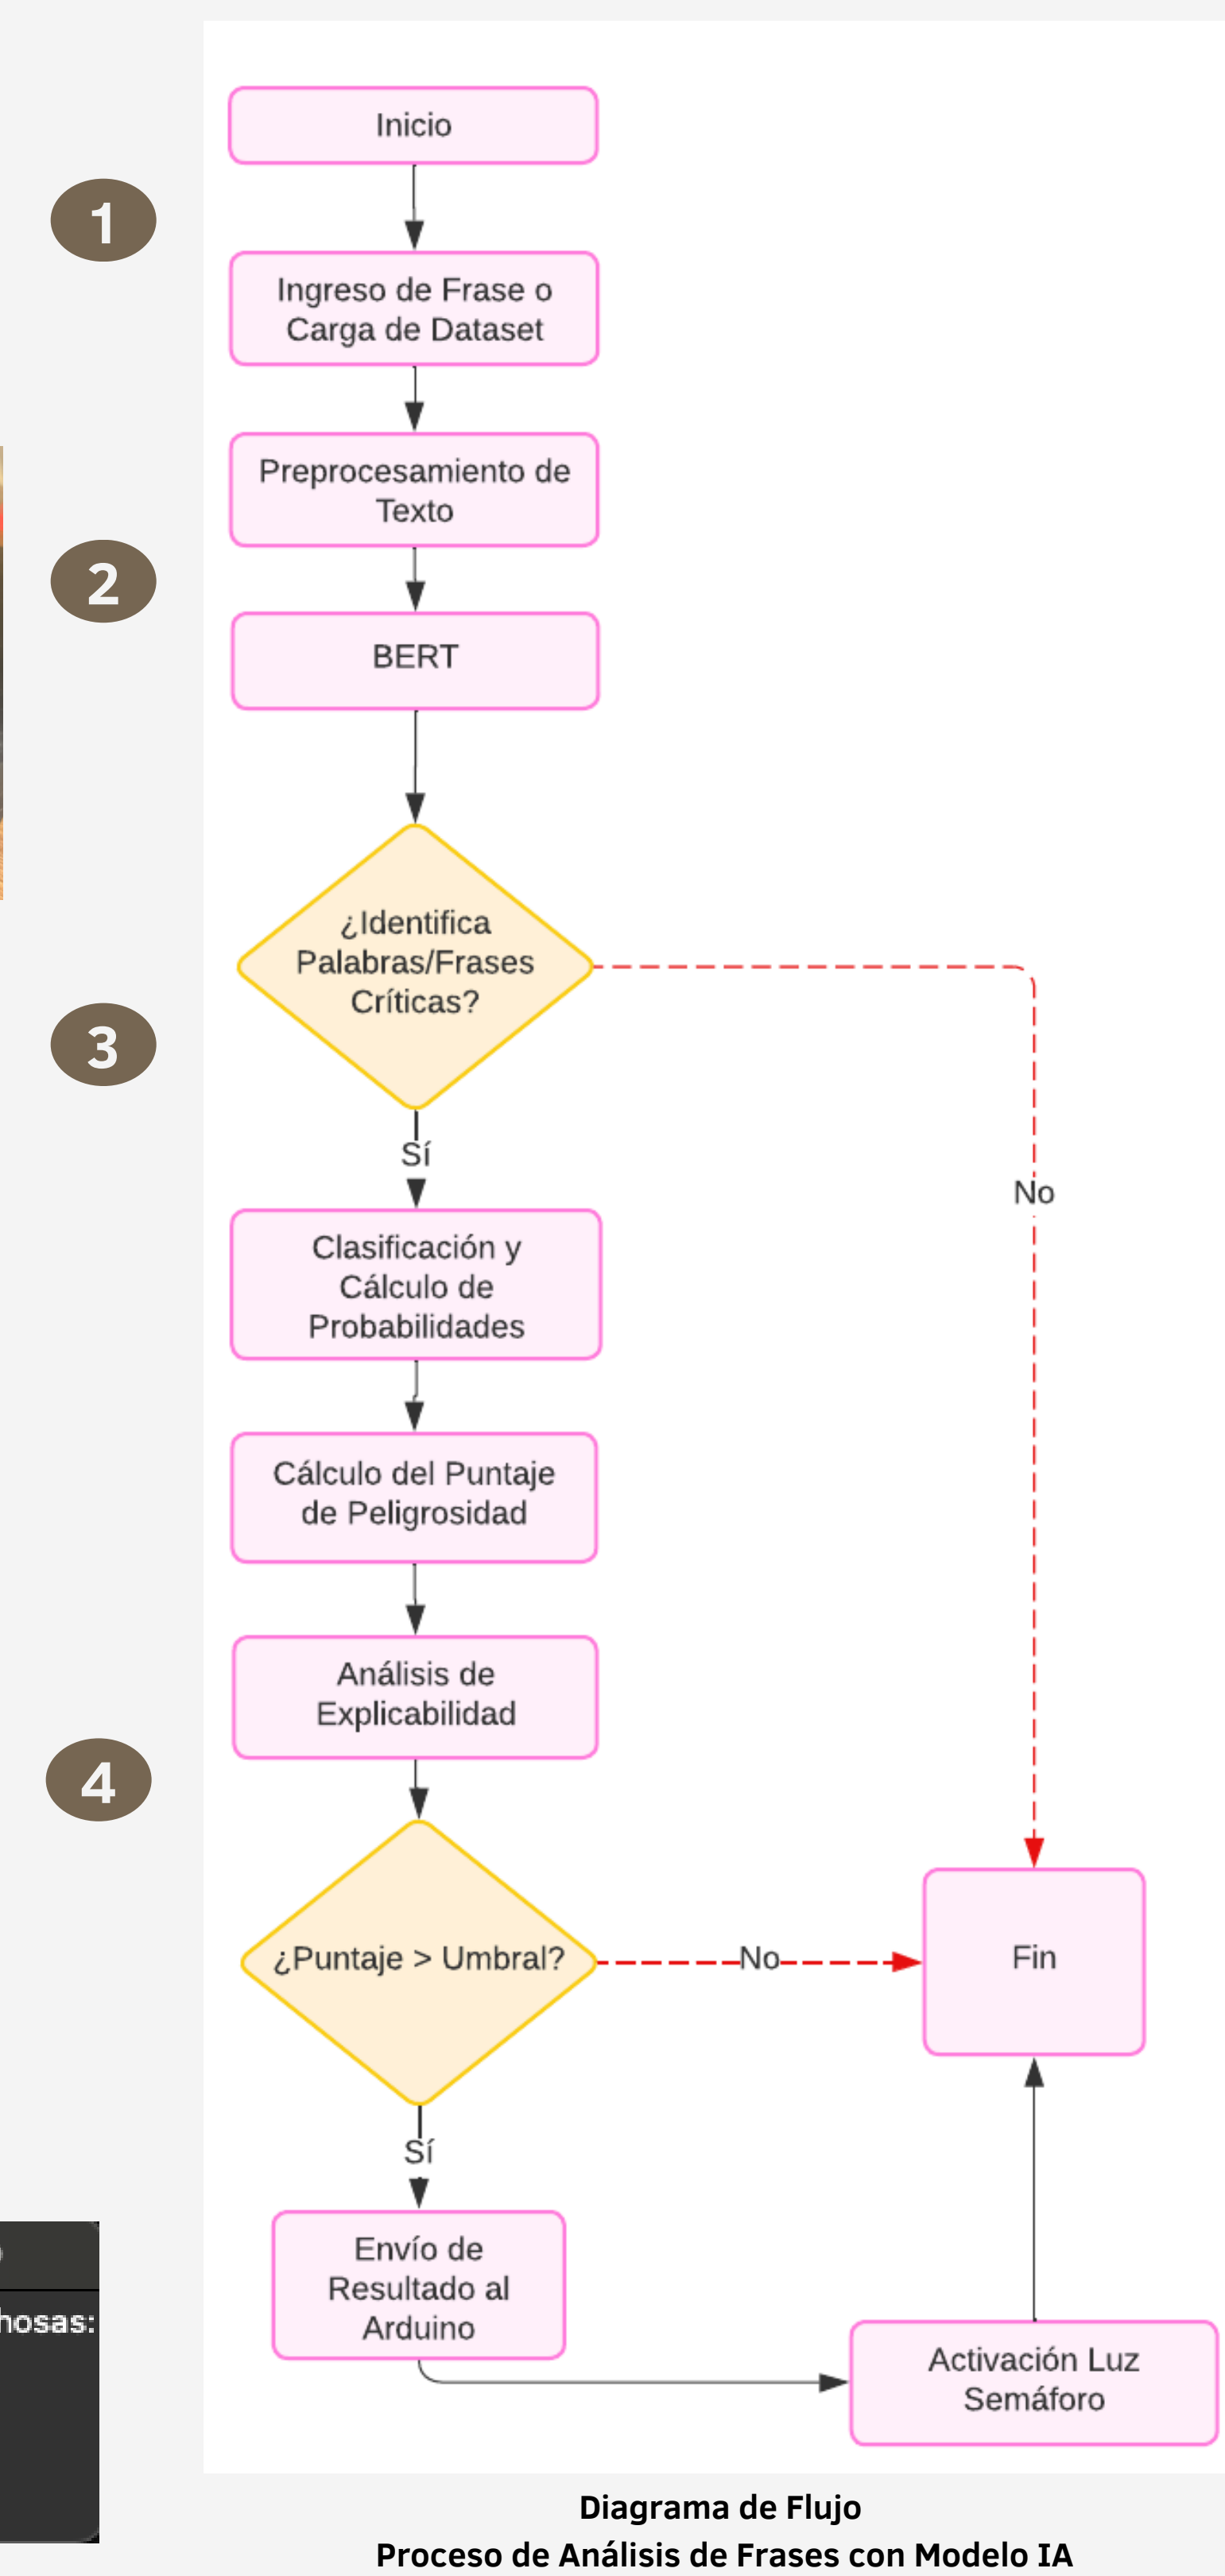 Inicio
1
Ingreso de Frase o
Carga de Dataset
Preprocesamiento de
Texto
2
BERT
¿Identifica
Palabras/Frases
Críticas?
3
Sí
No
Clasificación y
Cálculo de
Probabilidades
Cálculo del Puntaje
de Peligrosidad
Análisis de
Explicabilidad
4
¿Puntaje > Umbral?
No
Fin
Sí
Envío de
Resultado al
Arduino
hosas:
Activación Luz
Semáforo
Diagrama de Flujo
Proceso de Análisis de Frases con Modelo IA